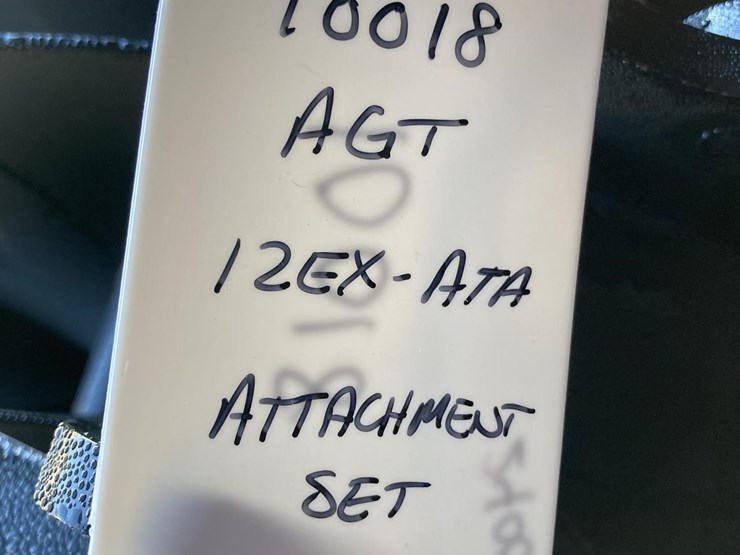 10018
AGT
12EX-ATA
ATTACHMENT
SET